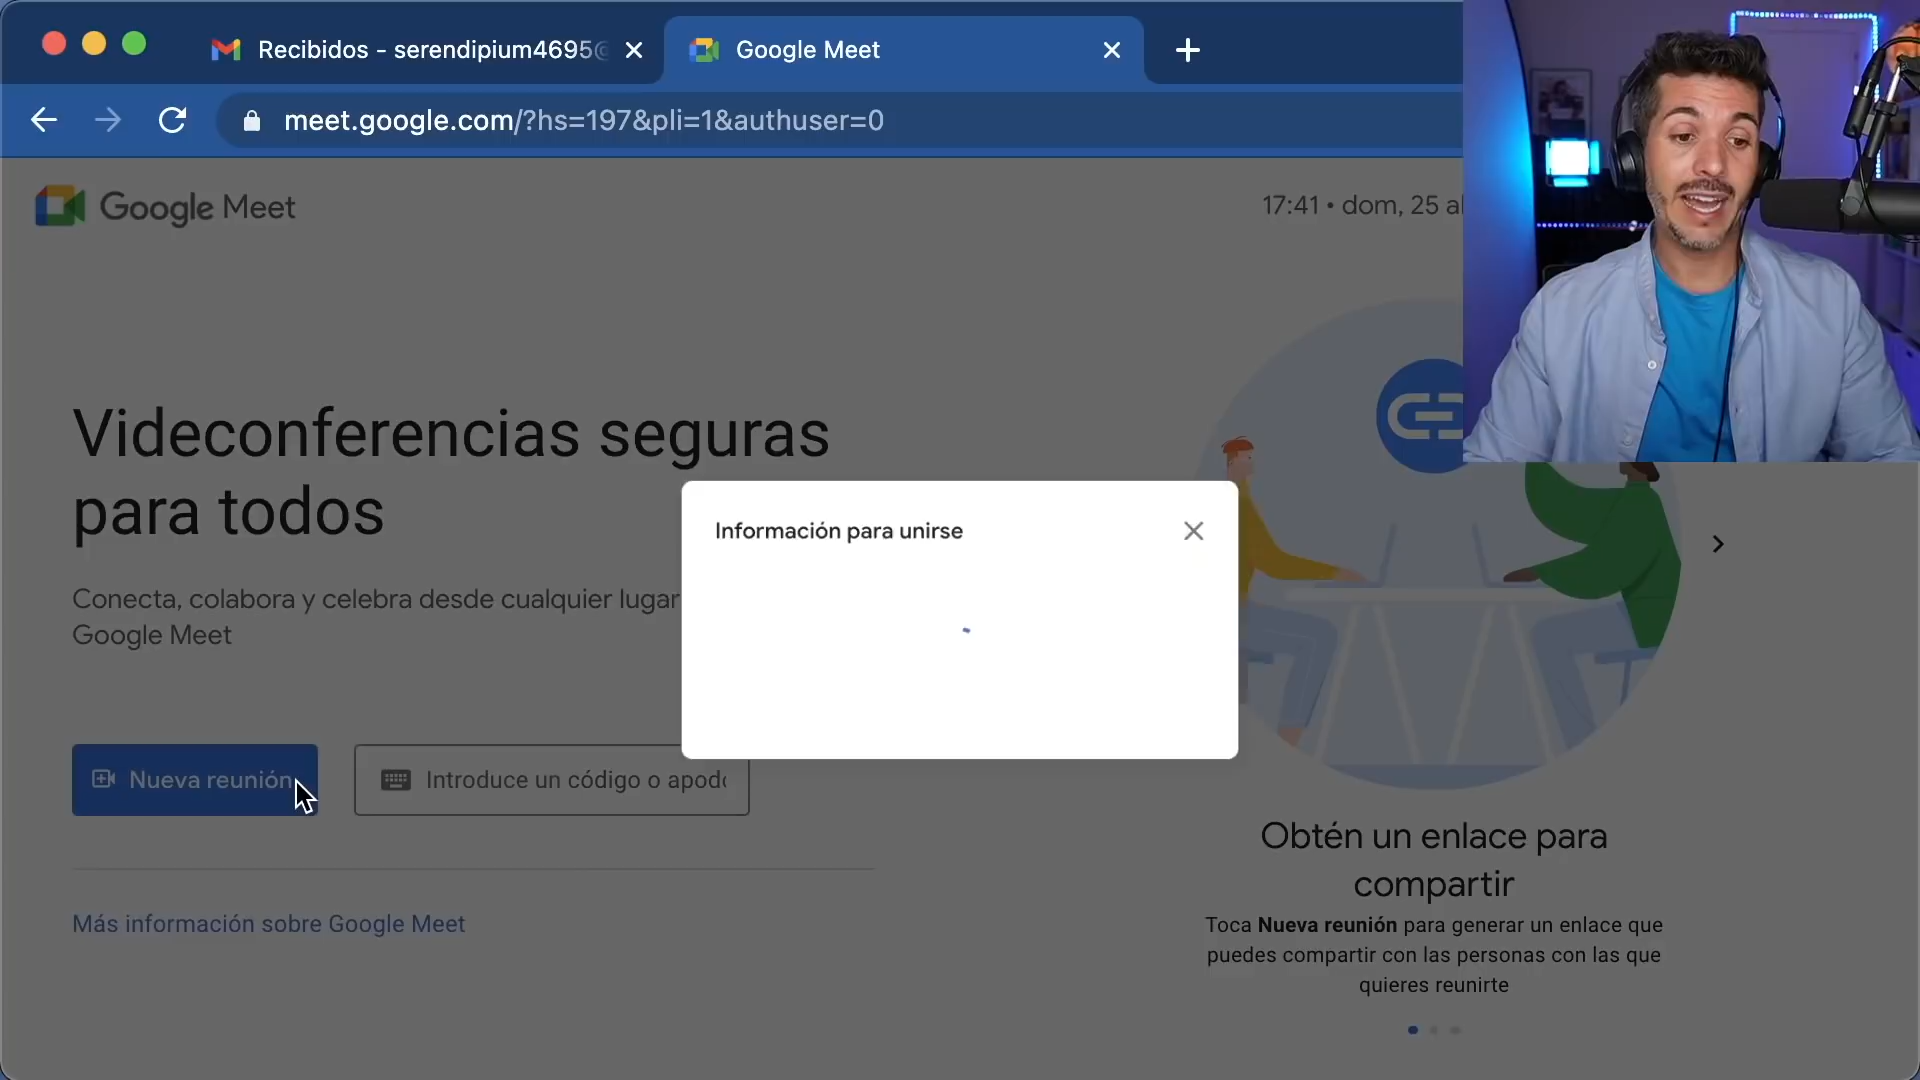 Recibidos - serendipium4695@
Google Meet
meet.google.com/?hs=197&pli=1&authuser=0
Google Meet
17:41 • dom, 25 a
Videconferencias seguras
para todos
Conecta, colabora y celebra desde cualquier lugar
Google Meet
Información para unirse
Nueva reunión
Introduce un código o apod
Más información sobre Google Meet
Obtén un enlace para
compartir
Toca Nueva reunión para generar un enlace que
puedes compartir con las personas con las que
quieres reunirte